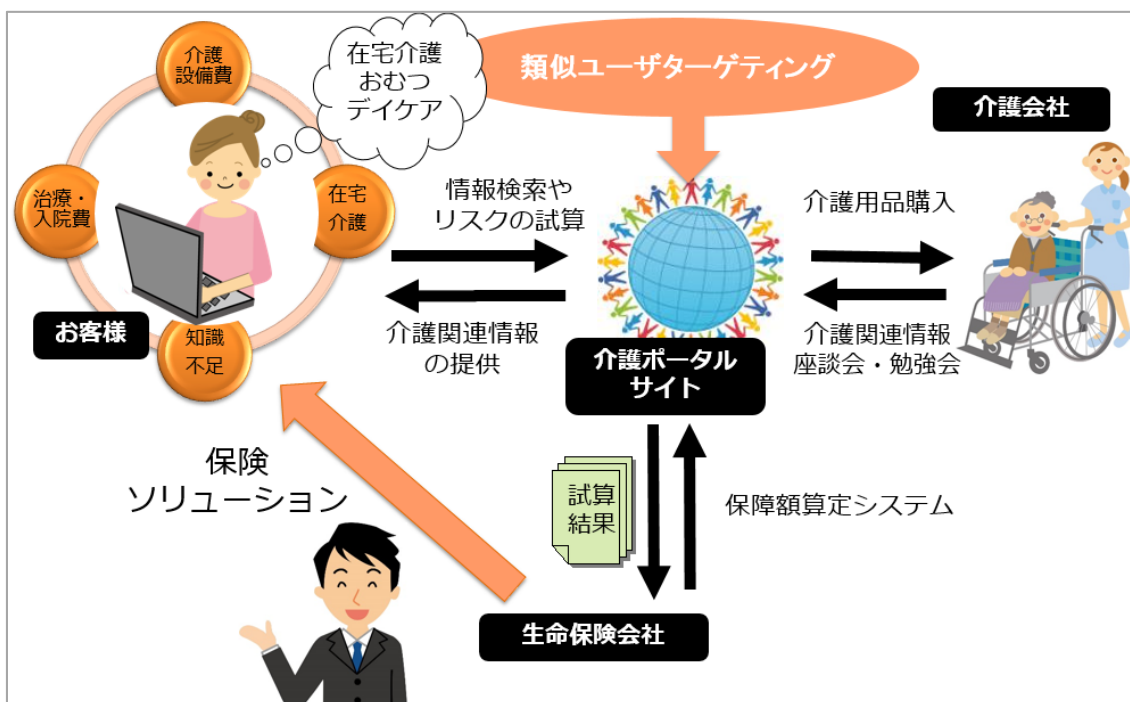 介護
設備費
在宅介護
おむつ
デイケア
類似ユーザターゲティング
介護会社
治療・
入院費
在宅
介護
情報検索や
リスクの試算
介護用品購入
お客様
知識
不足
介護関連情報
の提供
介護ポータル
サイト
介護関連情報
座談会・勉強会
保険
ソリューション
試算
結果
保障額算定システム
生命保険会社